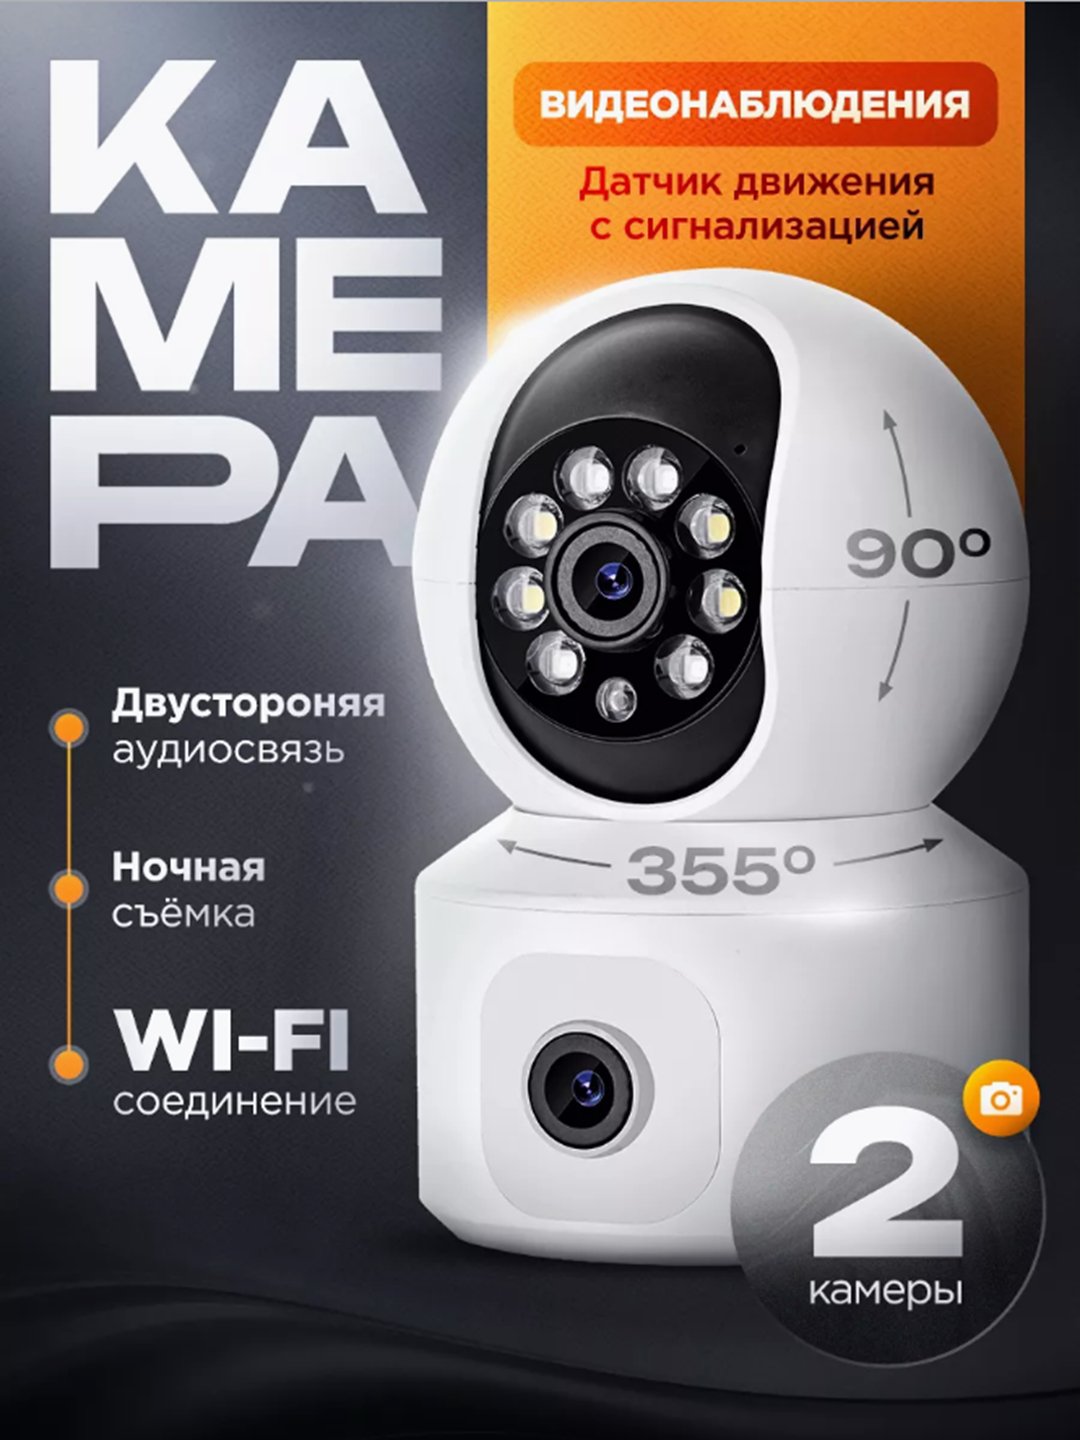 КА
МЕ
РА
ВИДЕОНАБЛЮДЕНИЯ
Датчик движения
с сигнализацией
90°
355°
Двустороняя
аудиосвязь
Ночная
съёмка
WI-FI
соединение
2
камеры